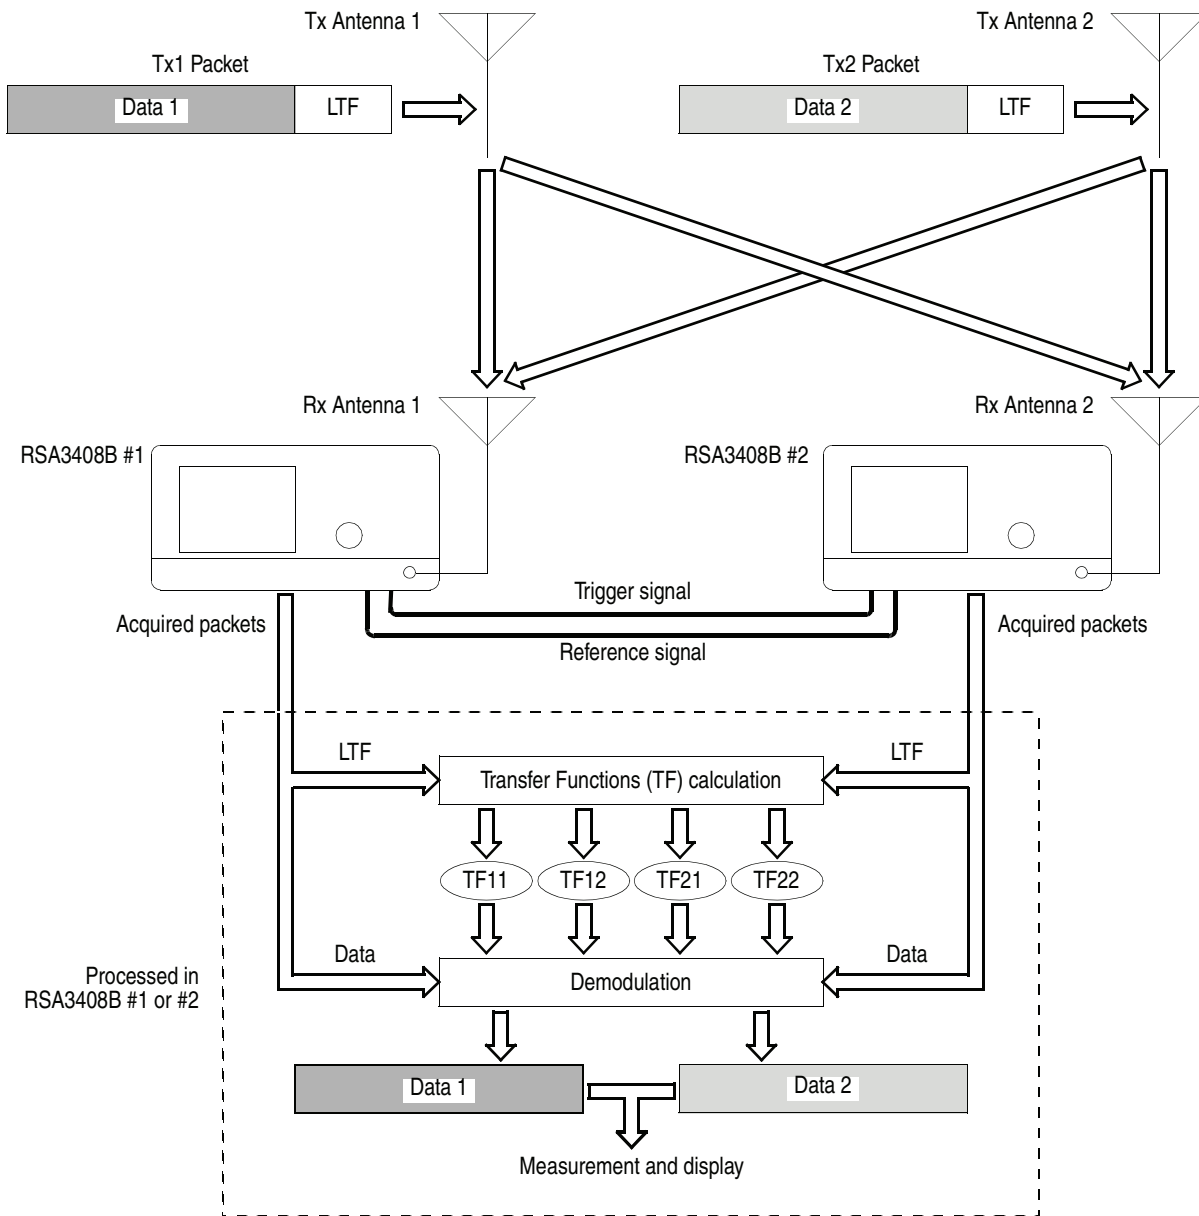 Tx Antenna 1
Tx Antenna 2
Tx1 Packet
Tx2 Packet
Data 1
LTF
Data 2
LTF
Rx Antenna 1
Rx Antenna 2
RSA3408B #1
RSA3408B #2
Trigger signal
Acquired packets
Acquired packets
Reference signal
LTF
LTF
Transfer Functions (TF) calculation
TF11
TF12
TF21
TF22
Data
Data
Processed in
RSA3408B #1 or #2
Demodulation
Data 1
Data 2
Measurement and display